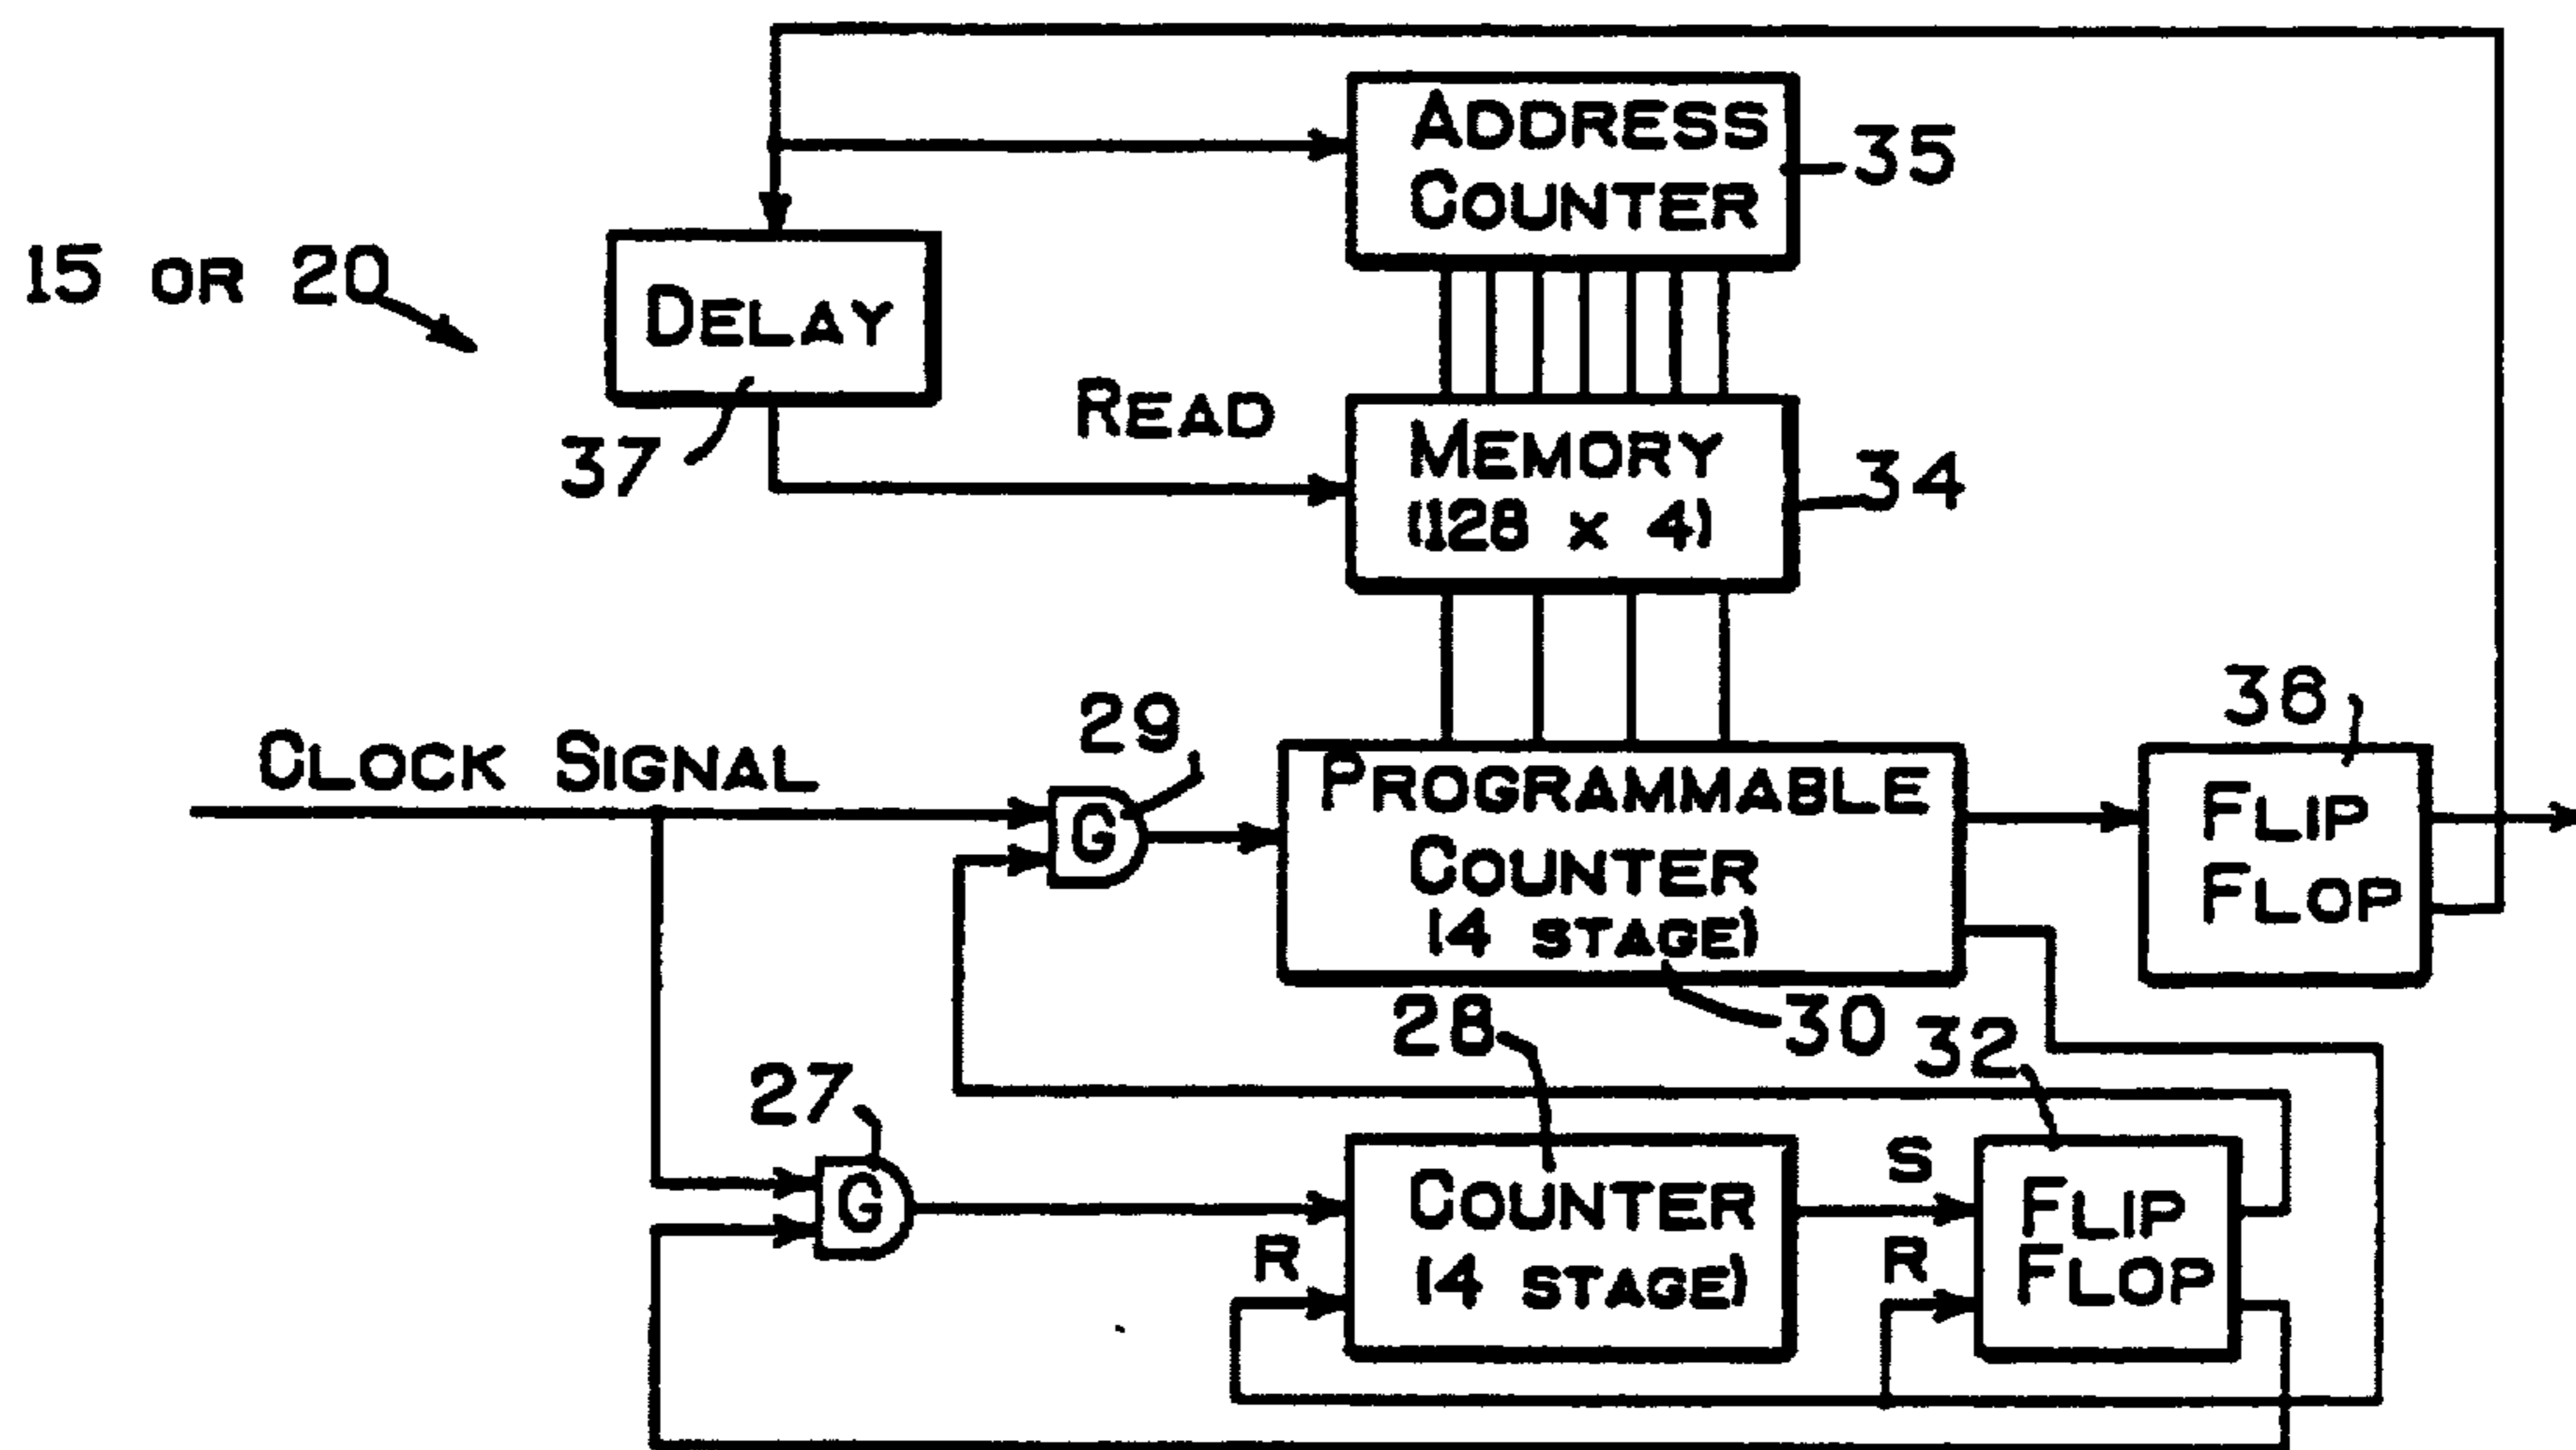 ADDRESS
COUNTER
35
15 OR 20
DELAY
37
READ
MEMORY
(128 x 4)
34
CLOCK SIGNAL
29
G
PROGRAMMABLE
COUNTER
(4 STAGE)
30
38
FLIP
FLOP
27
G
28
COUNTER
(4 STAGE)
R
S
R
32
FLIP
FLOP